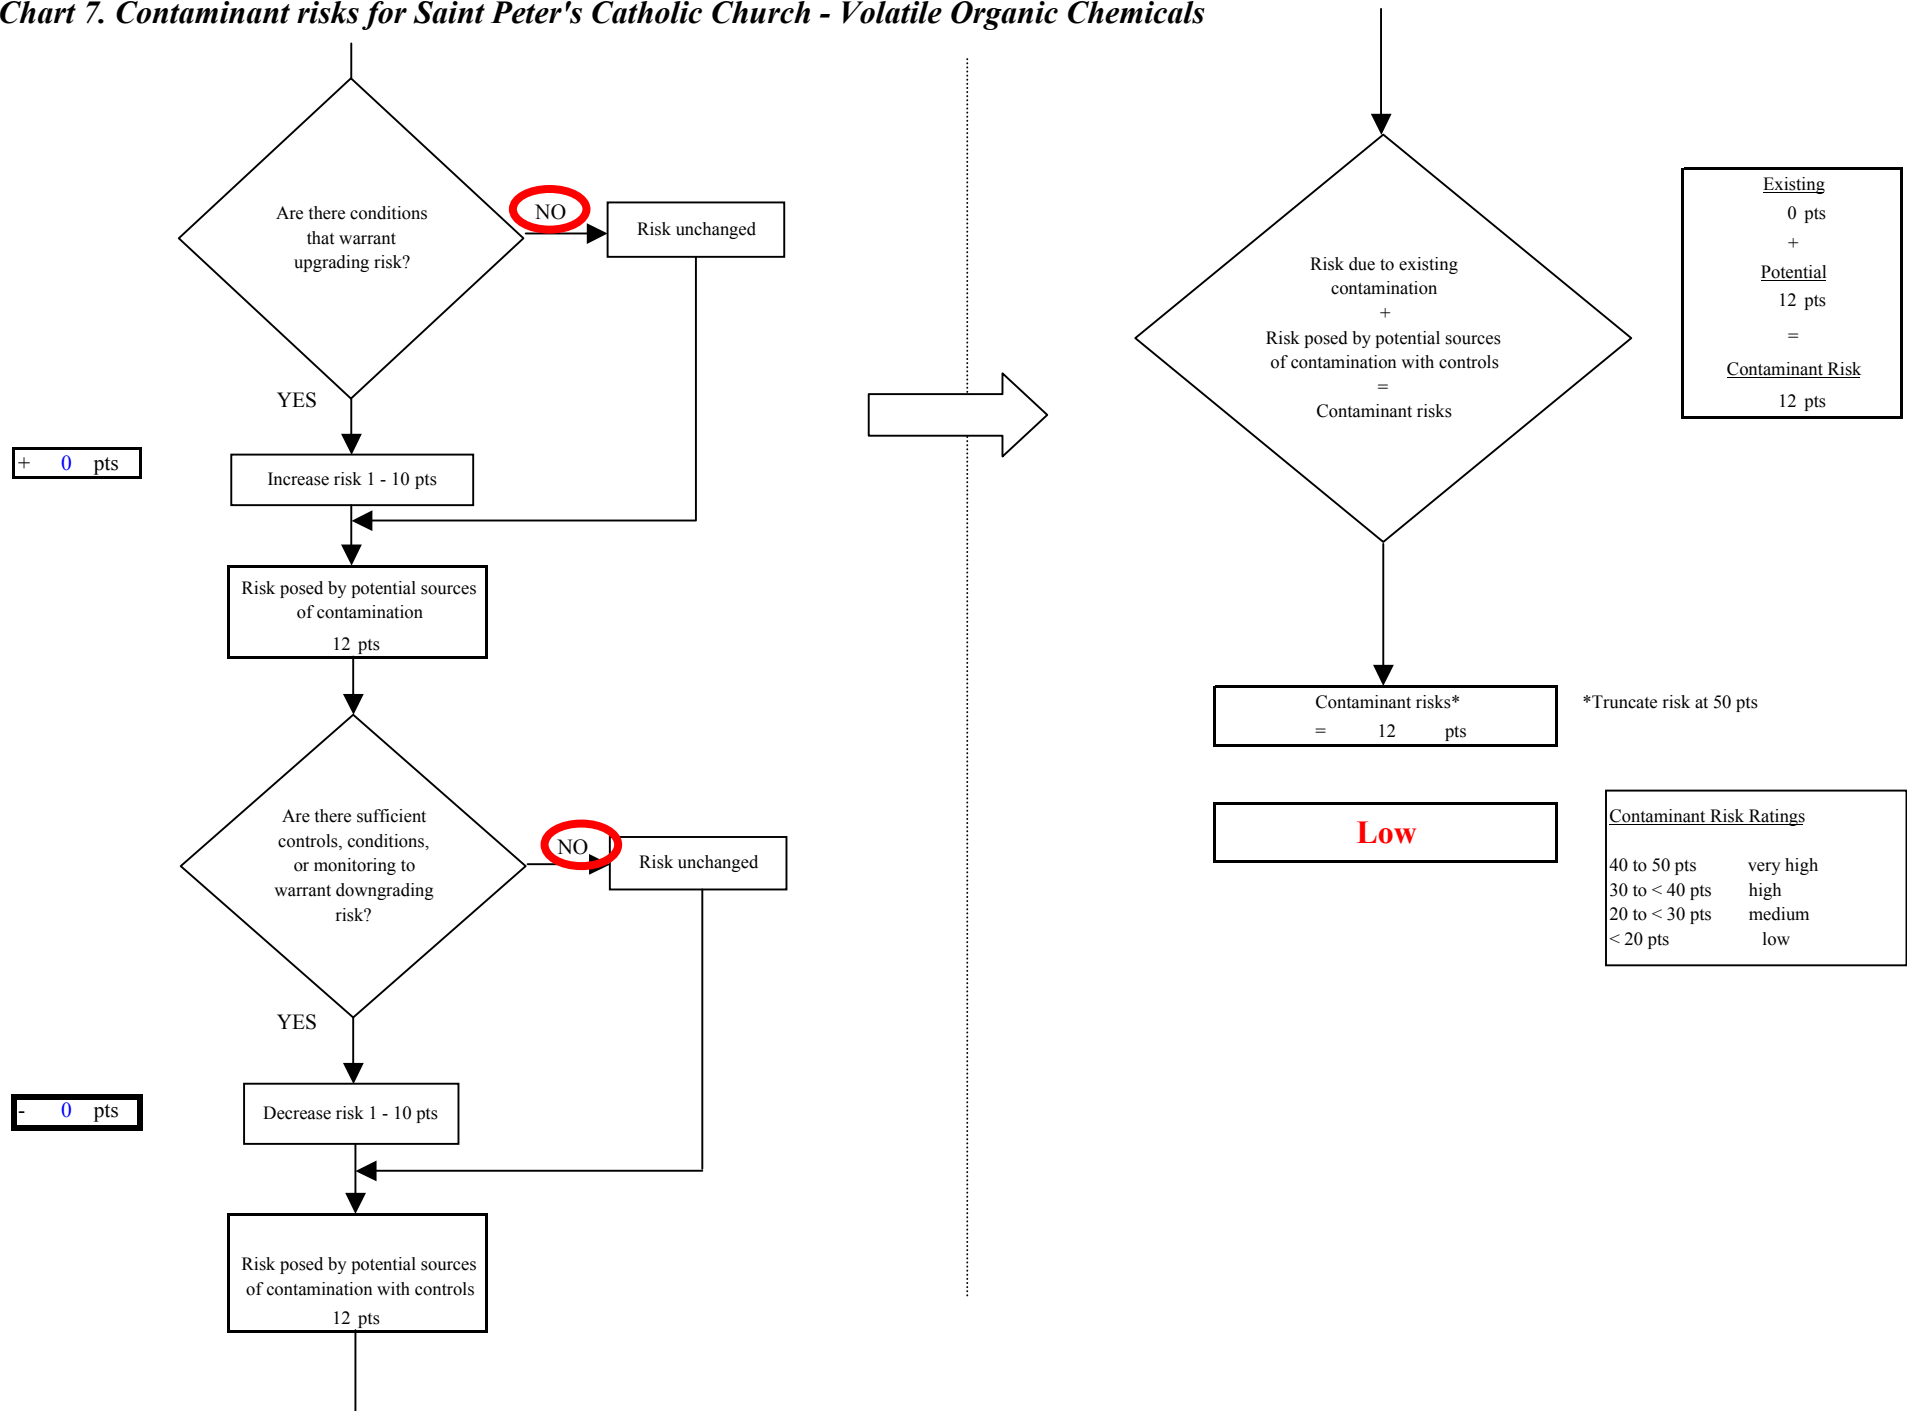 Chart 7. Contaminant risks for Saint Peter's Catholic Church - Volatile Organic Chemicals
Are there conditions
that warrant
upgrading risk?
NO
Risk unchanged
YES
+ 0 pts
Increase risk 1 - 10 pts
Risk posed by potential sources
of contamination
12 pts
Are there sufficient
controls, conditions,
or monitoring to
warrant downgrading
risk?
NO
Risk unchanged
YES
- 0 pts
Decrease risk 1 - 10 pts
Risk posed by potential sources
of contamination with controls
12 pts
Risk due to existing
contamination
+
Risk posed by potential sources
of contamination with controls
=
Contaminant risks
Existing
0 pts
+
Potential
12 pts
=
Contaminant Risk
12 pts
Contaminant risks*
= 12 pts
*Truncate risk at 50 pts
Low
Contaminant Risk Ratings
40 to 50 pts very high
30 to < 40 pts high
20 to < 30 pts medium
< 20 pts low